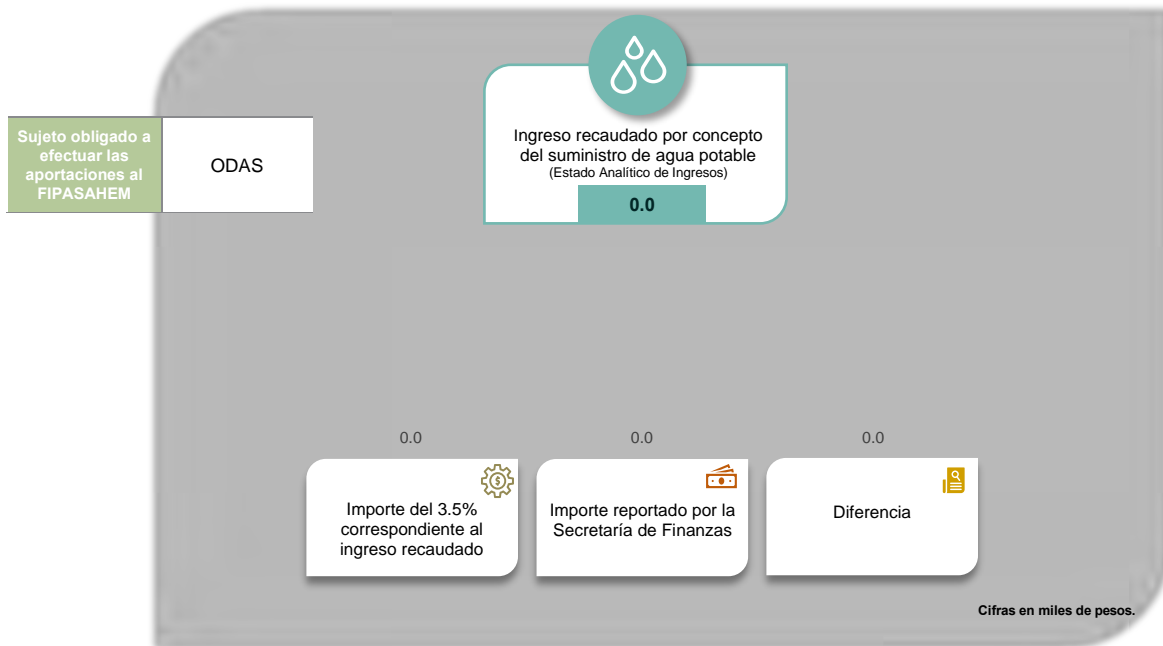 Sujeto obligado a
efectuar las
aportaciones al
FIPASAHEM
ODAS
Ingreso recaudado por concepto
del suministro de agua potable
(Estado Analítico de Ingresos)
0.0
0.0
0.0
0.0
Importe del 3.5%
correspondiente al
ingreso recaudado
Importe reportado por la
Secretaría de Finanzas
Diferencia
Cifras en miles de pesos.